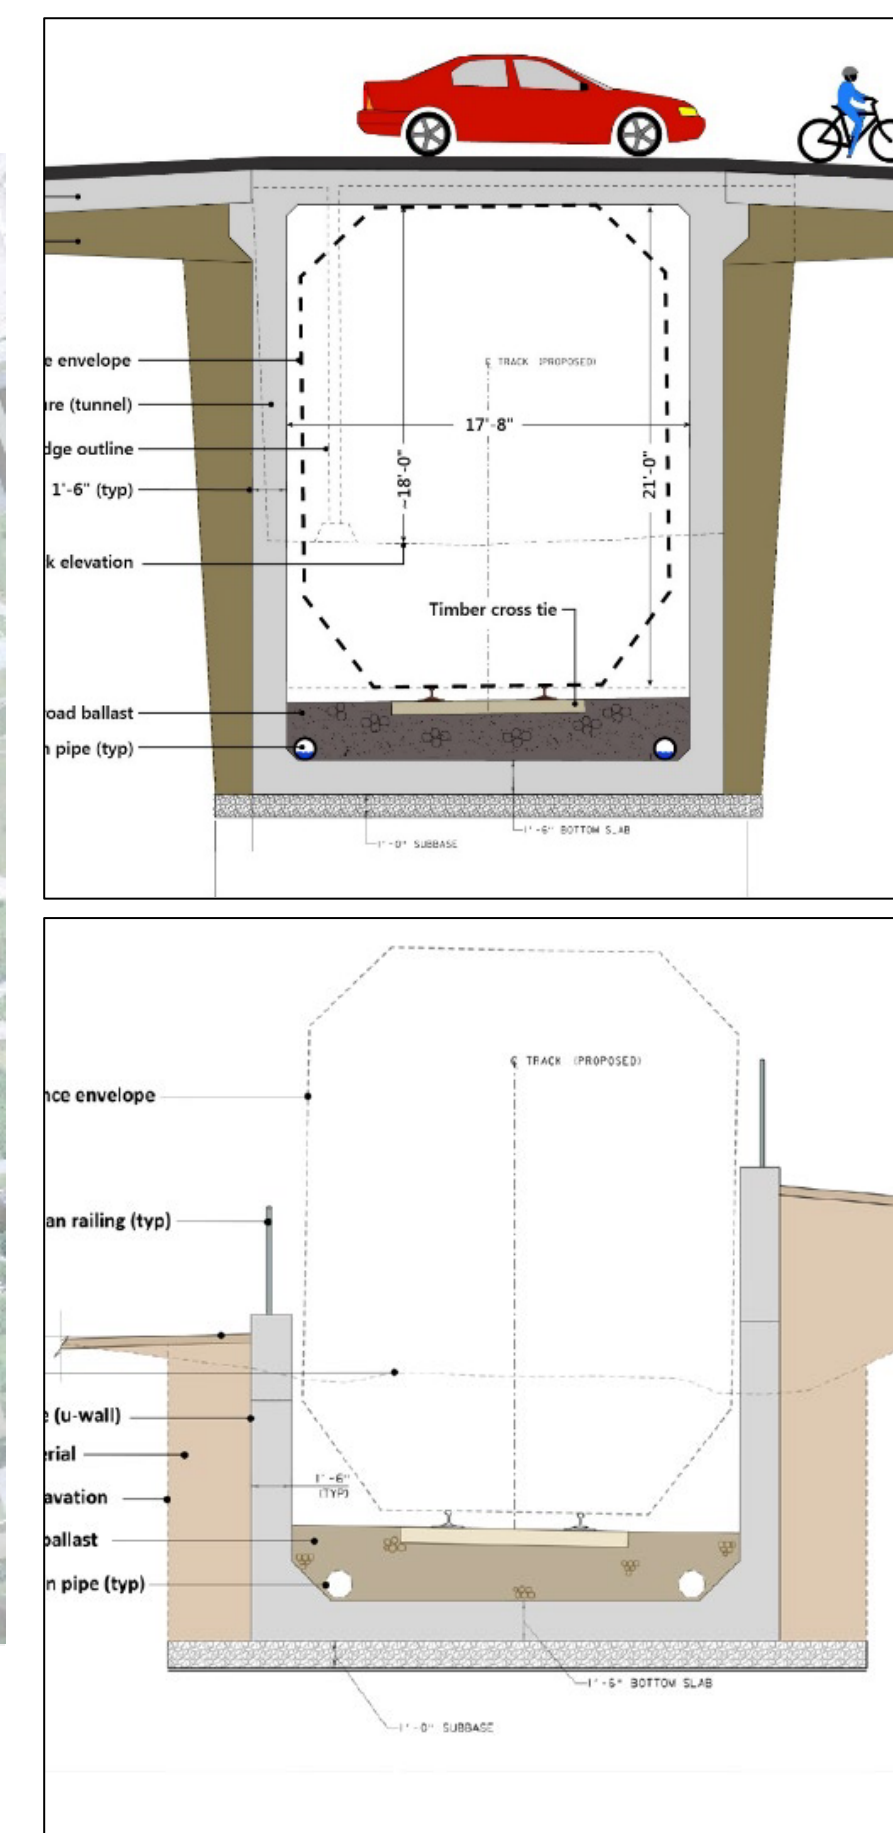 e envelope
℄ TRACK (PROPOSED)
ure (tunnel)
17'-8"
dge outline
~18'-0"
21'-0"
1'-6" (typ)
k elevation
Timber cross tie
oad ballast
n pipe (typ)
1'-6" BOTTOM SLAB
1'-0" SUBBASE
℄ TRACK (PROPOSED)
nce envelope
an railing (typ)
e (u-wall)
erial
1'-6"
(TYP)
avation
ballast
n pipe (typ)
1'-6" BOTTOM SLAB
1'-0" SUBBASE